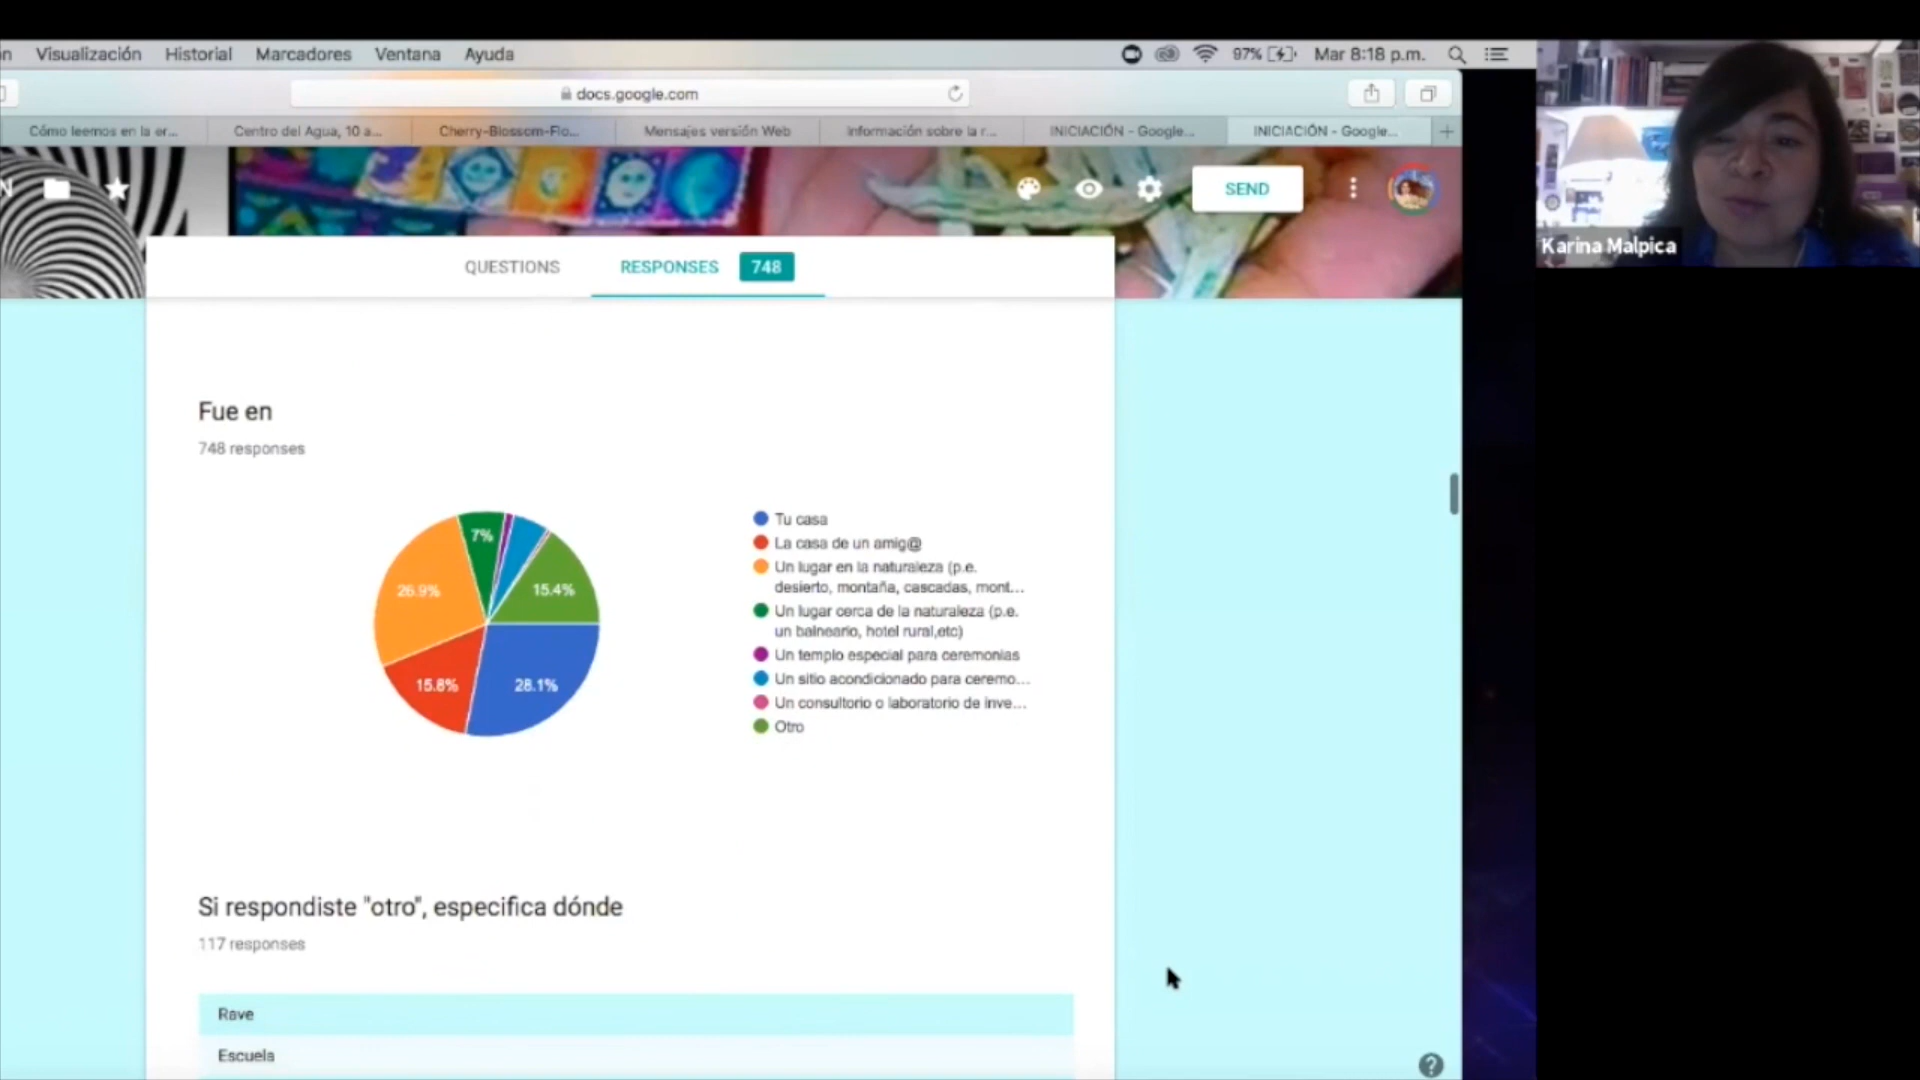 ón Visualización Historial Marcadores Ventana Ayuda 97% Mar 8:18 p.m.
docs.google.com
Cómo leemos en la er... Centro del Agua, 10 a... Cherry-Blossom-Flo... Mensajes versión Web Información sobre la r... INICIACIÓN - Google... INICIACIÓN - Google...
N SEND
Karina Malpica
QUESTIONS RESPONSES 748
Fue en
748 responses
7%
26.9%
15.4%
15.8%
28.1%
Tu casa
La casa de un amig@
Un lugar en la naturaleza (p.e.
desierto, montaña, cascadas, mont...
Un lugar cerca de la naturaleza (p.e.
un balneario, hotel rural,etc)
Un templo especial para ceremonias
Un sitio acondicionado para ceremo...
Un consultorio o laboratorio de inve...
Otro
Si respondiste "otro", especifica dónde
117 responses
Rave
Escuela